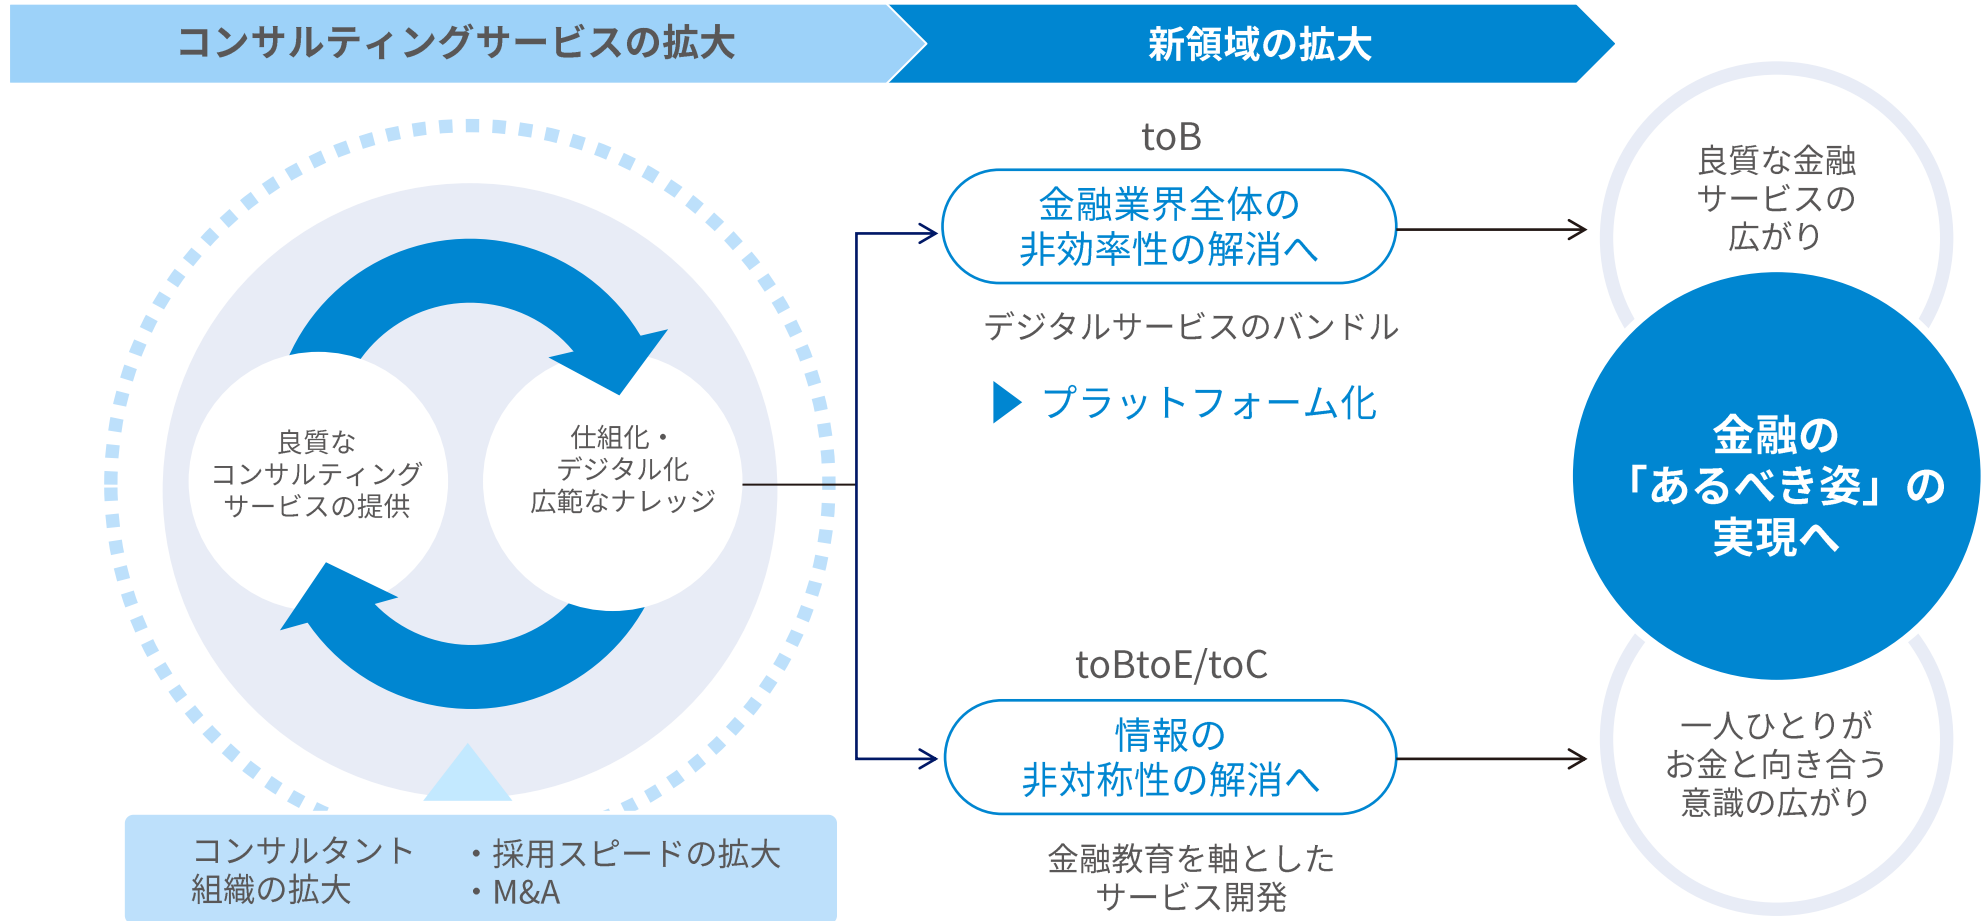 コンサルティングサービスの拡大
新領域の拡大
良質な
コンサルティング
サービスの提供
仕組化・
デジタル化
広範なナレッジ
コンサルタント
組織の拡大
・採用スピードの拡大
・M&A
toB
金融業界全体の
非効率性の解消へ
デジタルサービスのバンドル
プラットフォーム化
toBtoE/toC
情報の
非対称性の解消へ
金融教育を軸とした
サービス開発
良質な金融
サービスの
広がり
金融の
「あるべき姿」の
実現へ
一人ひとりが
お金と向き合う
意識の広がり